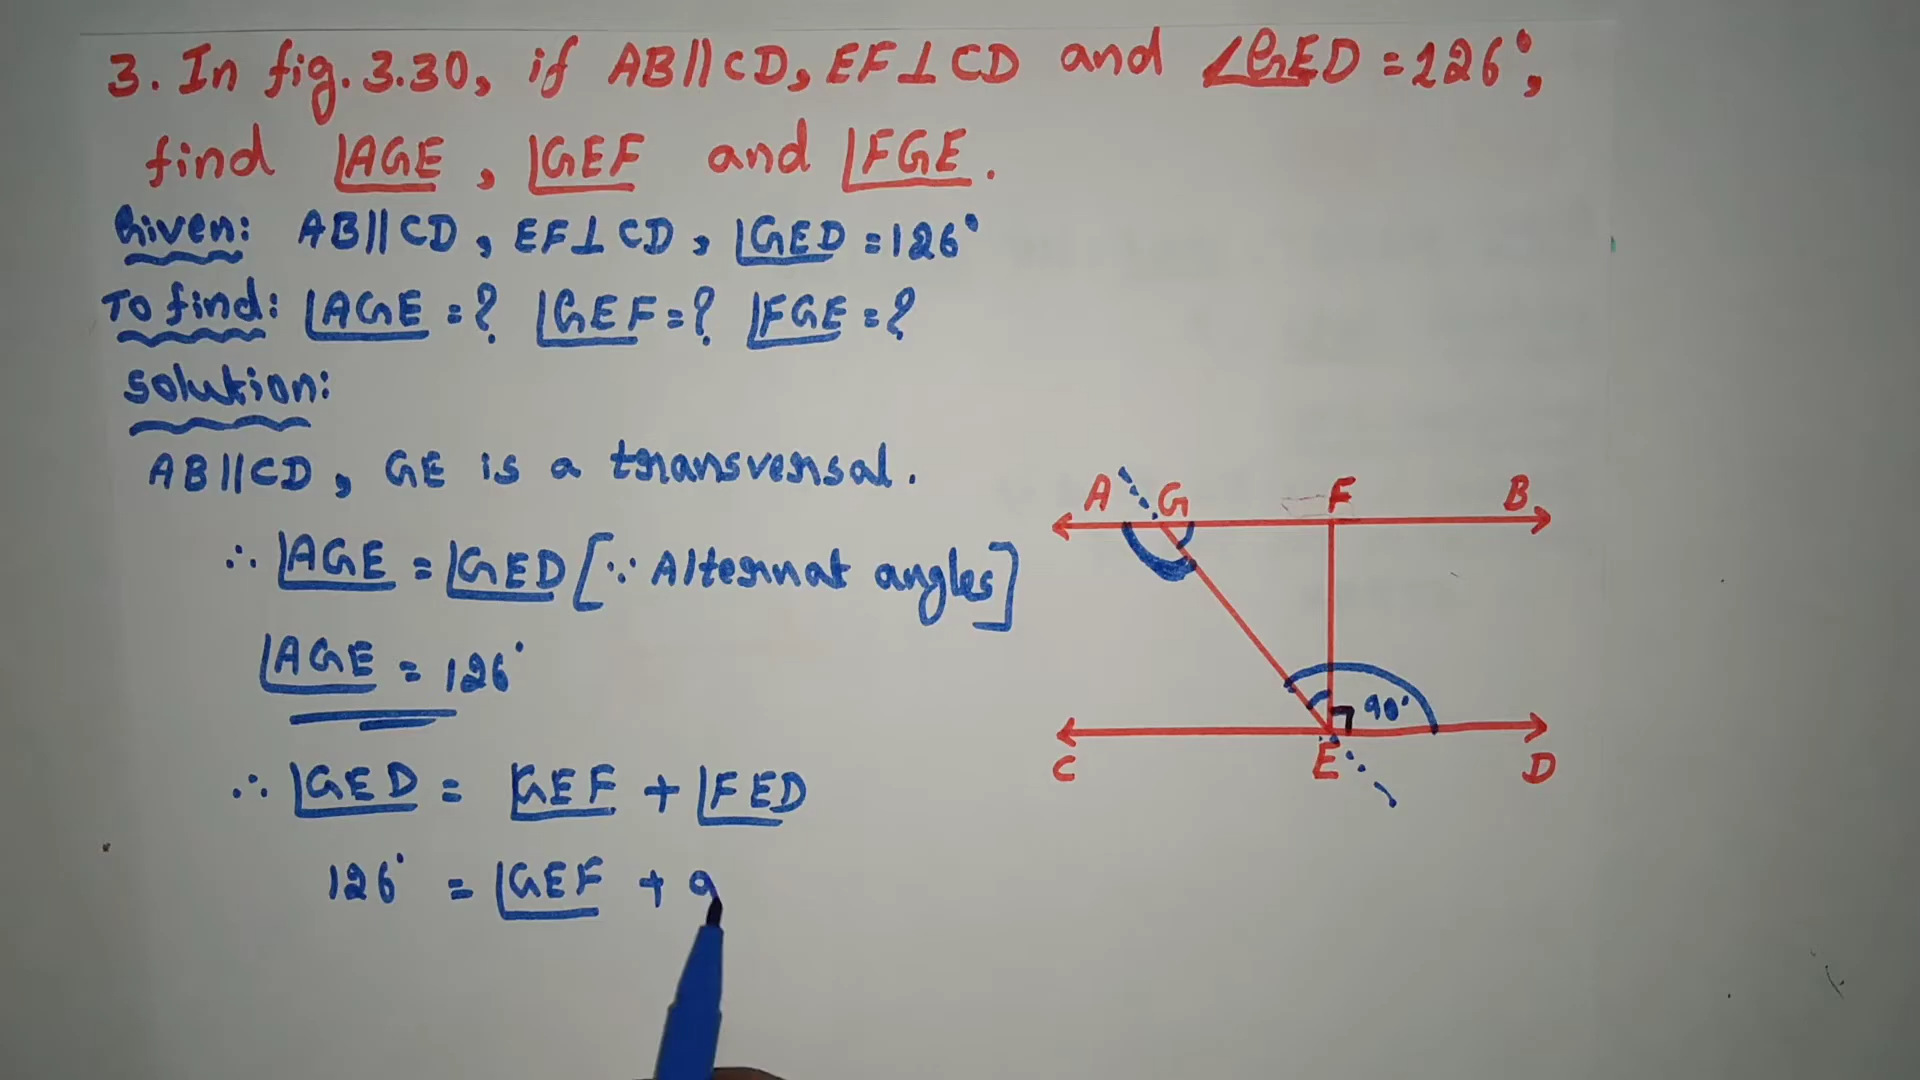 3. In fig. 3.30, if AB||CD, EF⊥CD and ∠GED = 126°,
find ∠AGE, ∠GEF and ∠FGE.
Given: AB||CD, EF⊥CD, ∠GED = 126°
To find: ∠AGE = ? ∠GEF = ? ∠FGE = ?
Solution:
AB||CD, GE is a transversal.
∴ ∠AGE = ∠GED [∵ Alternat angles]
∠AGE = 126°
∴ ∠GED = ∠GEF + ∠FED
126° = ∠GEF + 9
A G F B
90°
C E D